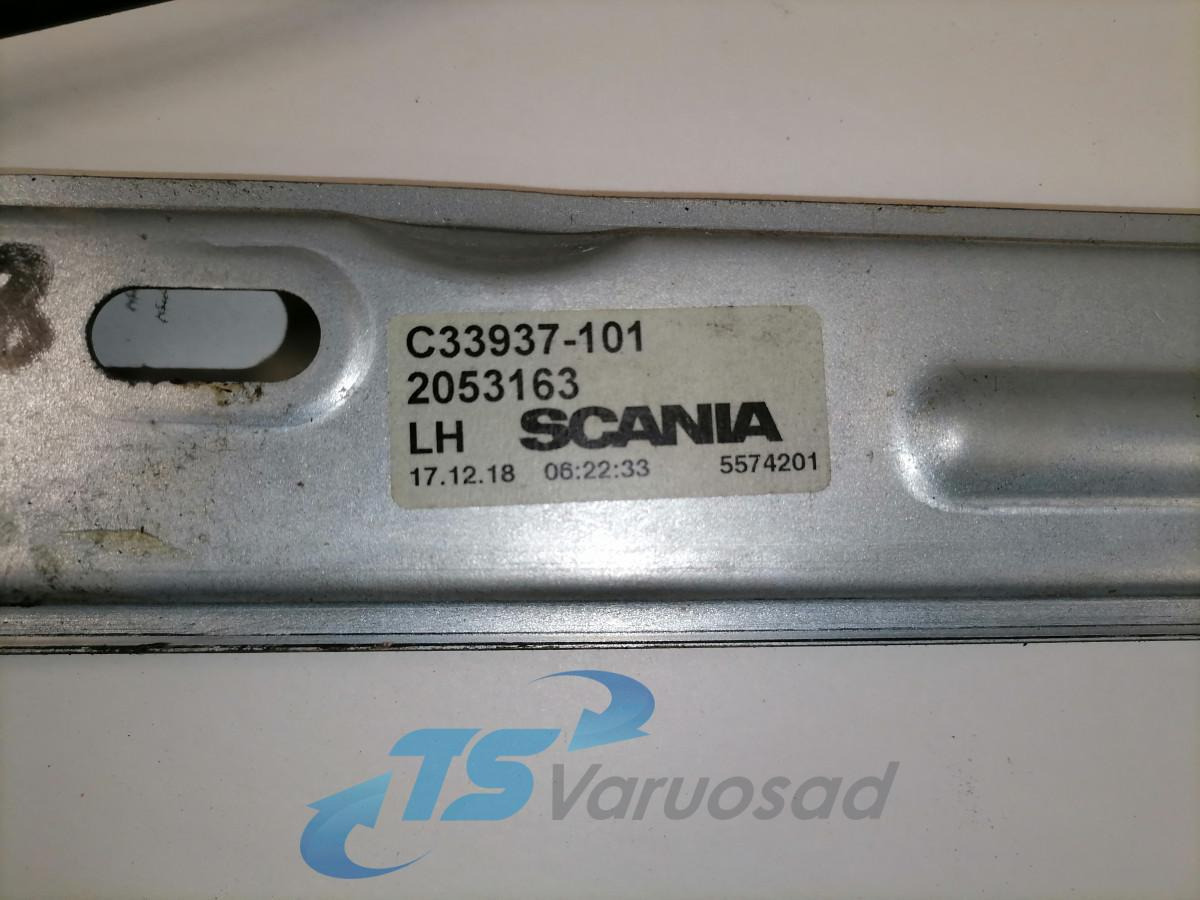 C33937-101
2053163
LH SCANIA
17.12.18 06:22:33 5574201
TS Varuosad